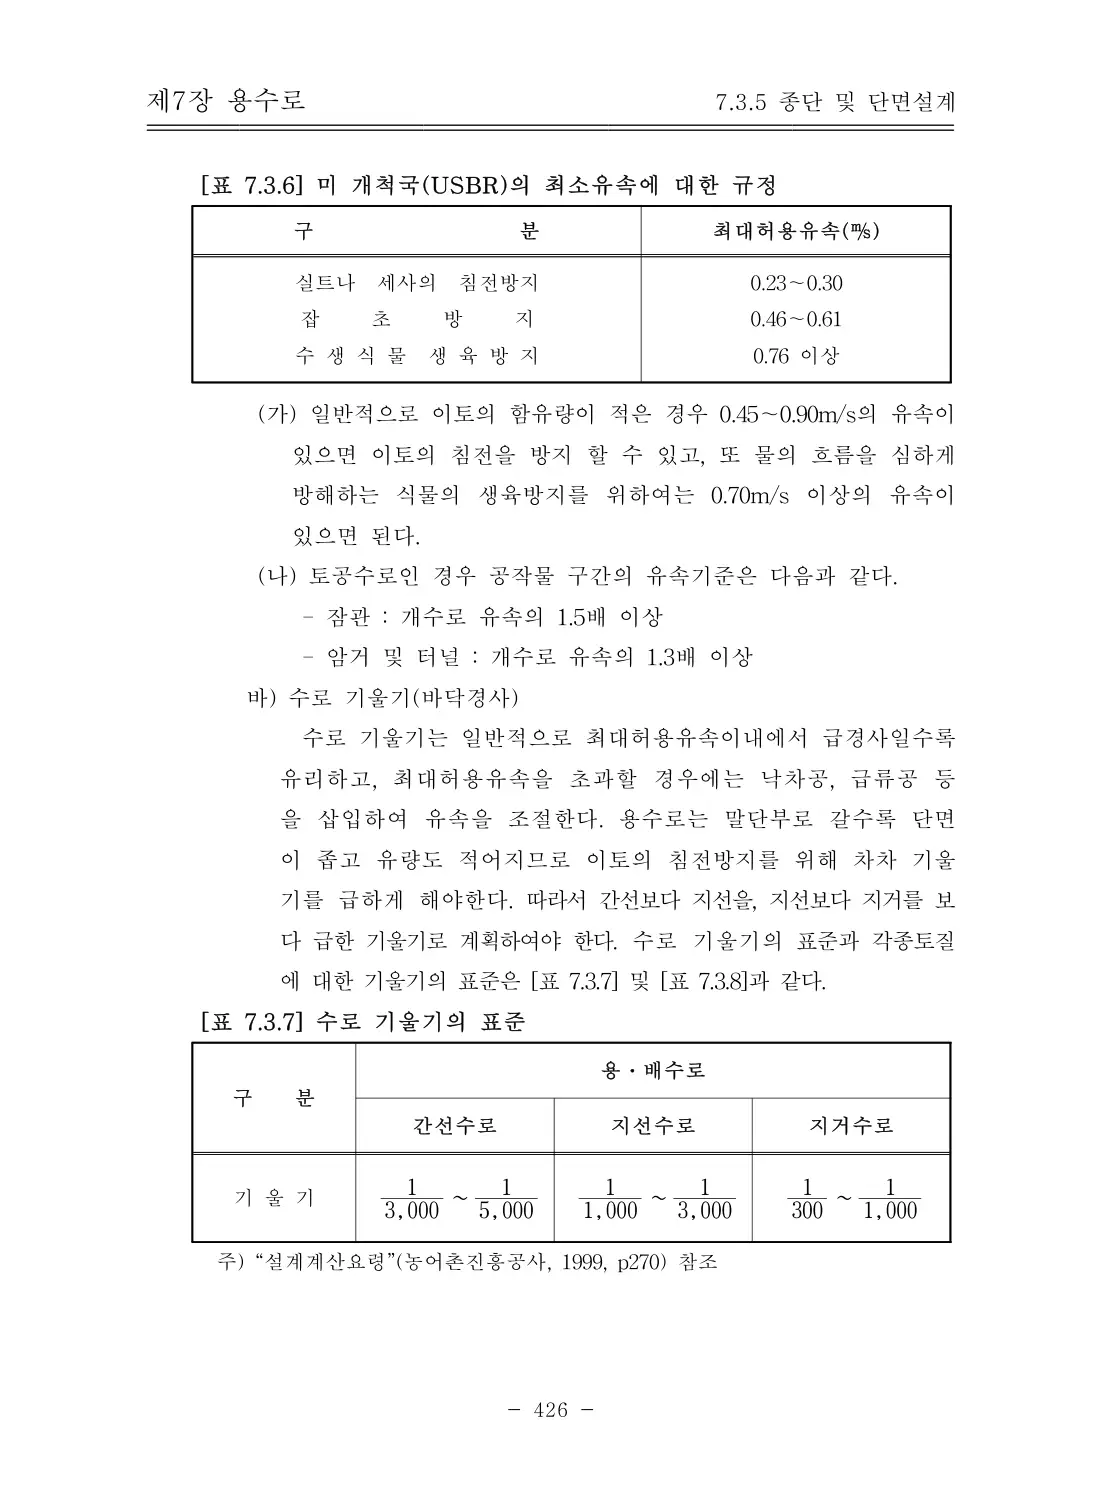 제7장 용수로
7.3.5 종단 및 단면설계
[표 7.3.6] 미 개척국(USBR)의 최소유속에 대한 규정
구 분 최대허용유속(㎧)
실트나 세사의 침전방지 0.23∼0.30
잡 초 방 지 0.46∼0.61
수 생 식 물 생 육 방 지 0.76 이상
(가) 일반적으로 이토의 함유량이 적은 경우 0.45∼0.90m/s의 유속이
있으면 이토의 침전을 방지 할 수 있고, 또 물의 흐름을 심하게
방해하는 식물의 생육방지를 위하여는 0.70m/s 이상의 유속이
있으면 된다.
(나) 토공수로인 경우 공작물 구간의 유속기준은 다음과 같다.
- 잠관 : 개수로 유속의 1.5배 이상
- 암거 및 터널 : 개수로 유속의 1.3배 이상
바) 수로 기울기(바닥경사)
수로 기울기는 일반적으로 최대허용유속이내에서 급경사일수록
유리하고, 최대허용유속을 초과할 경우에는 낙차공, 급류공 등
을 삽입하여 유속을 조절한다. 용수로는 말단부로 갈수록 단면
이 좁고 유량도 적어지므로 이토의 침전방지를 위해 차차 기울
기를 급하게 해야한다. 따라서 간선보다 지선을, 지선보다 지거를 보
다 급한 기울기로 계획하여야 한다. 수로 기울기의 표준과 각종토질
에 대한 기울기의 표준은 [표 7.3.7] 및 [표 7.3.8]과 같다.
[표 7.3.7] 수로 기울기의 표준
구 분
용·배수로
간선수로 지선수로 지거수로
기 울 기 1/3,000 ∼ 1/5,000 1/1,000 ∼ 1/3,000 1/300 ∼ 1/1,000
주) “설계계산요령”(농어촌진흥공사, 1999, p270) 참조
- 426 -